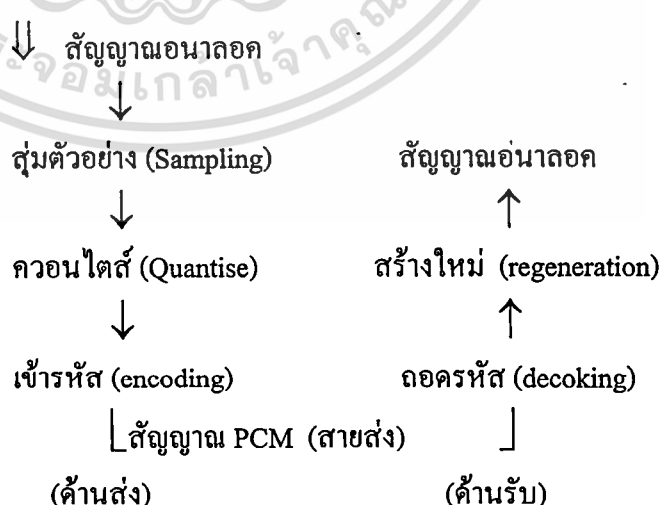 สัญญาณอนาลอค
สุ่มตัวอย่าง (Sampling) สัญญาณอนาลอค
ควอนไตส์ (Quantise) สร้างใหม่ (regeneration)
เข้ารหัส (encoding) ถอครหัส (decoking)
สัญญาณ PCM (สายส่ง)
(ค้านส่ง) (ค้านรับ)